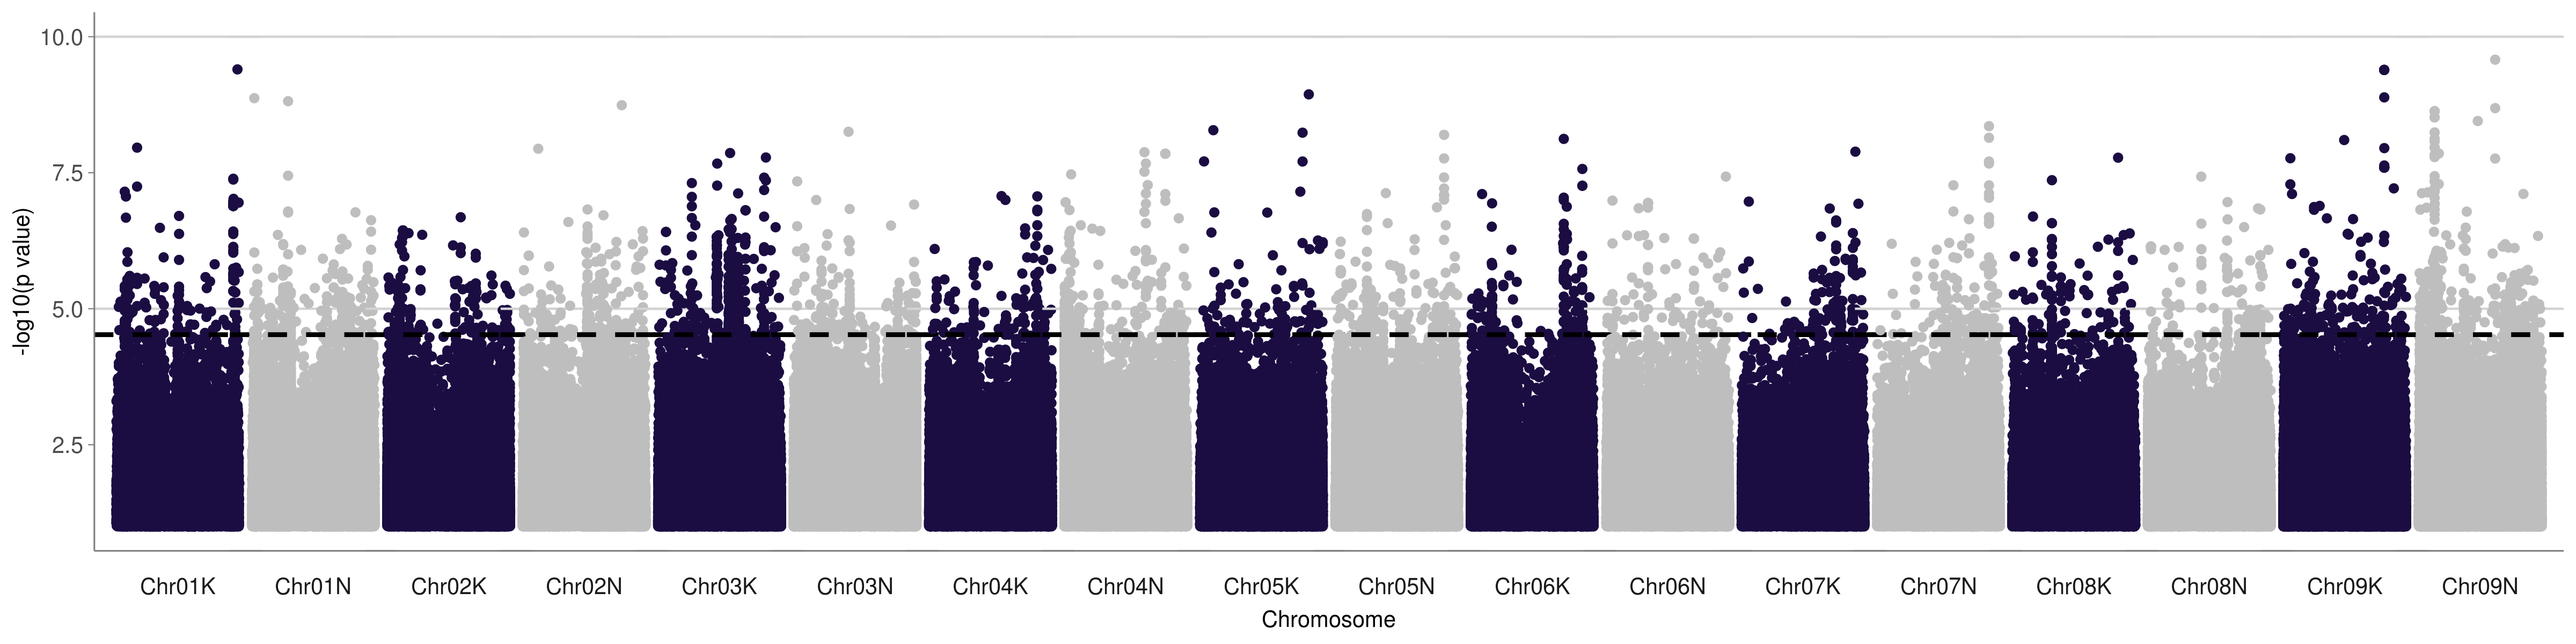 -log10(p value)
10.0
7.5
5.0
2.5
Chr01K Chr01N Chr02K Chr02N Chr03K Chr03N Chr04K Chr04N Chr05K Chr05N Chr06K Chr06N Chr07K Chr07N Chr08K Chr08N Chr09K Chr09N
Chromosome